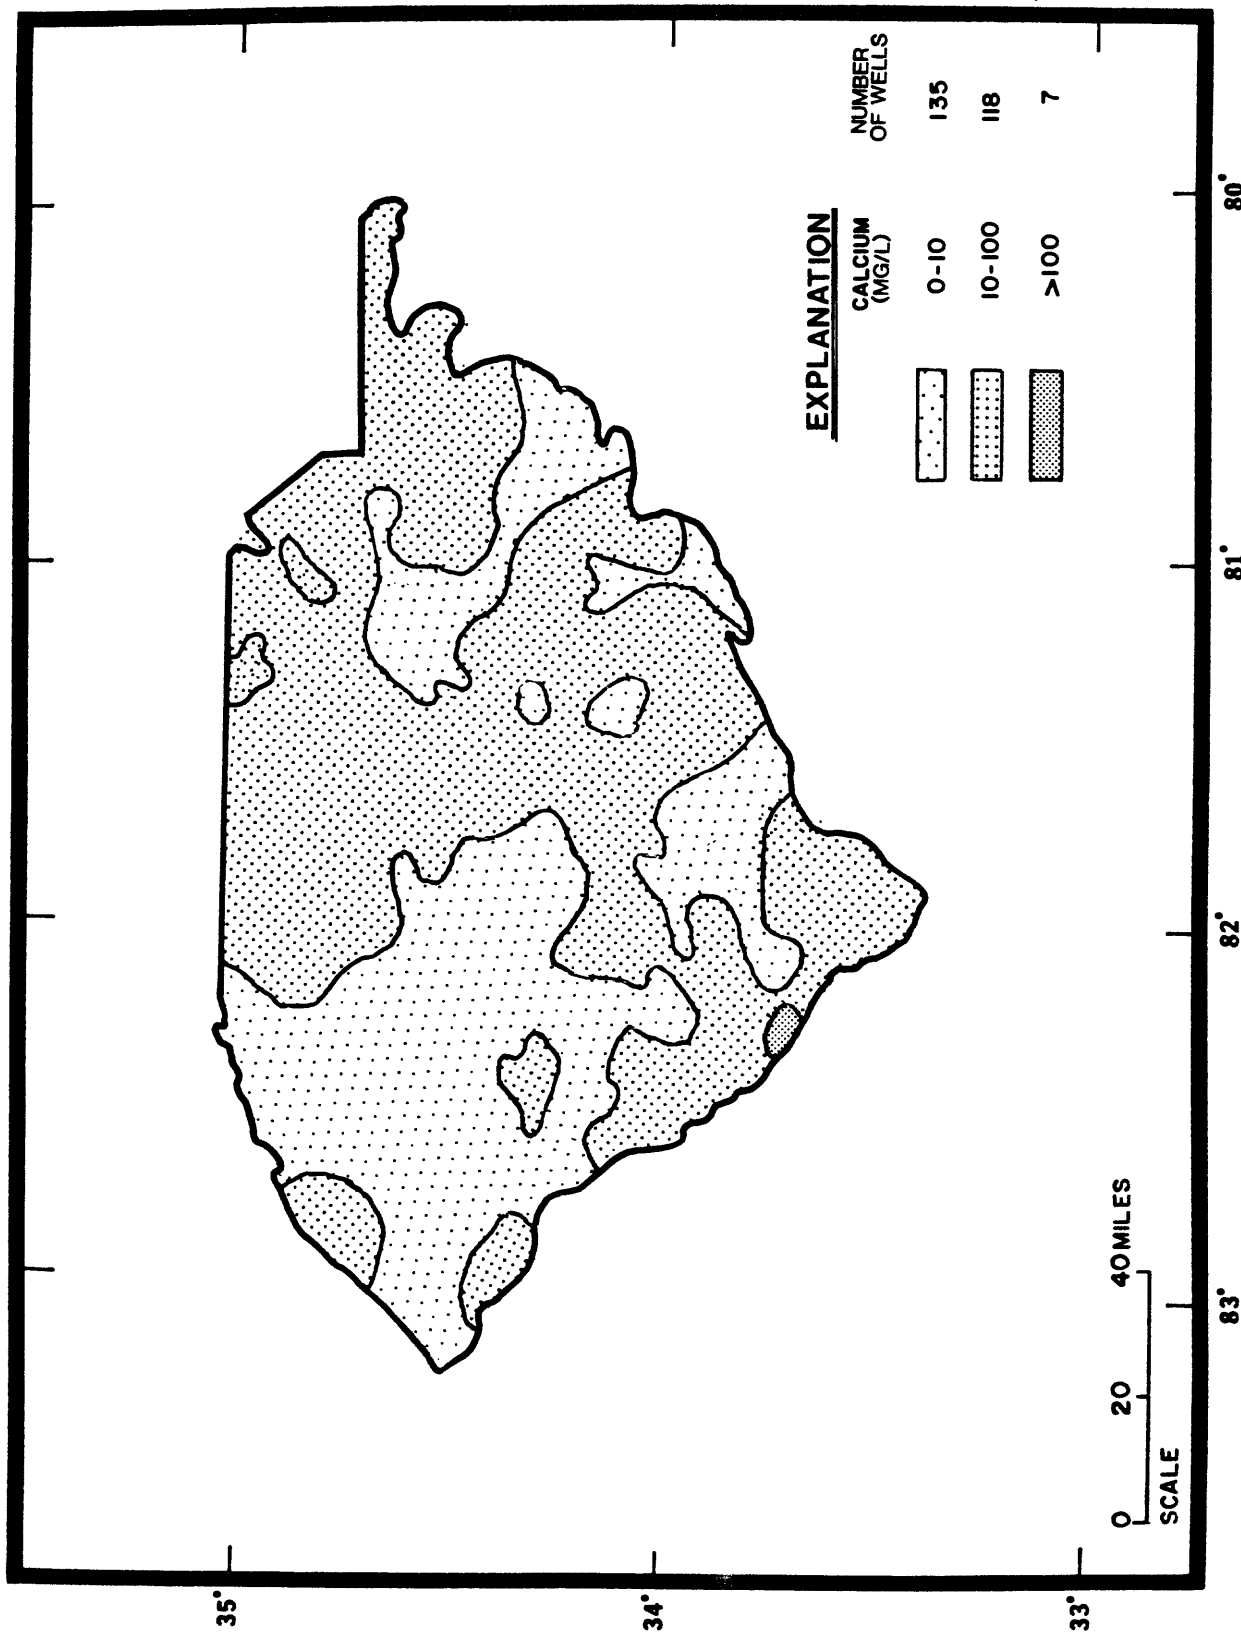 EXPLANATION
CALCIUM (MG/L) NUMBER OF WELLS
0-10 135
10-100 118
>100 7
35°
34°
33°
83°
82°
81°
80°
0 20 40 MILES
SCALE